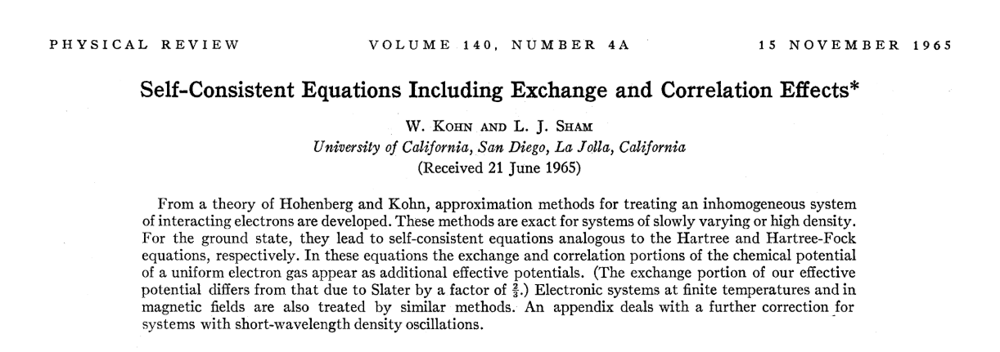 PHYSICAL REVIEW VOLUME 140, NUMBER 4A 15 NOVEMBER 1965
Self-Consistent Equations Including Exchange and Correlation Effects*
W. KOHN AND L. J. SHAM
University of California, San Diego, La Jolla, California
(Received 21 June 1965)
From a theory of Hohenberg and Kohn, approximation methods for treating an inhomogeneous system
of interacting electrons are developed. These methods are exact for systems of slowly varying or high density.
For the ground state, they lead to self-consistent equations analogous to the Hartree and Hartree-Fock
equations, respectively. In these equations the exchange and correlation portions of the chemical potential
of a uniform electron gas appear as additional effective potentials. (The exchange portion of our effective
potential differs from that due to Slater by a factor of ⅔.) Electronic systems at finite temperatures and in
magnetic fields are also treated by similar methods. An appendix deals with a further correction for
systems with short-wavelength density oscillations.